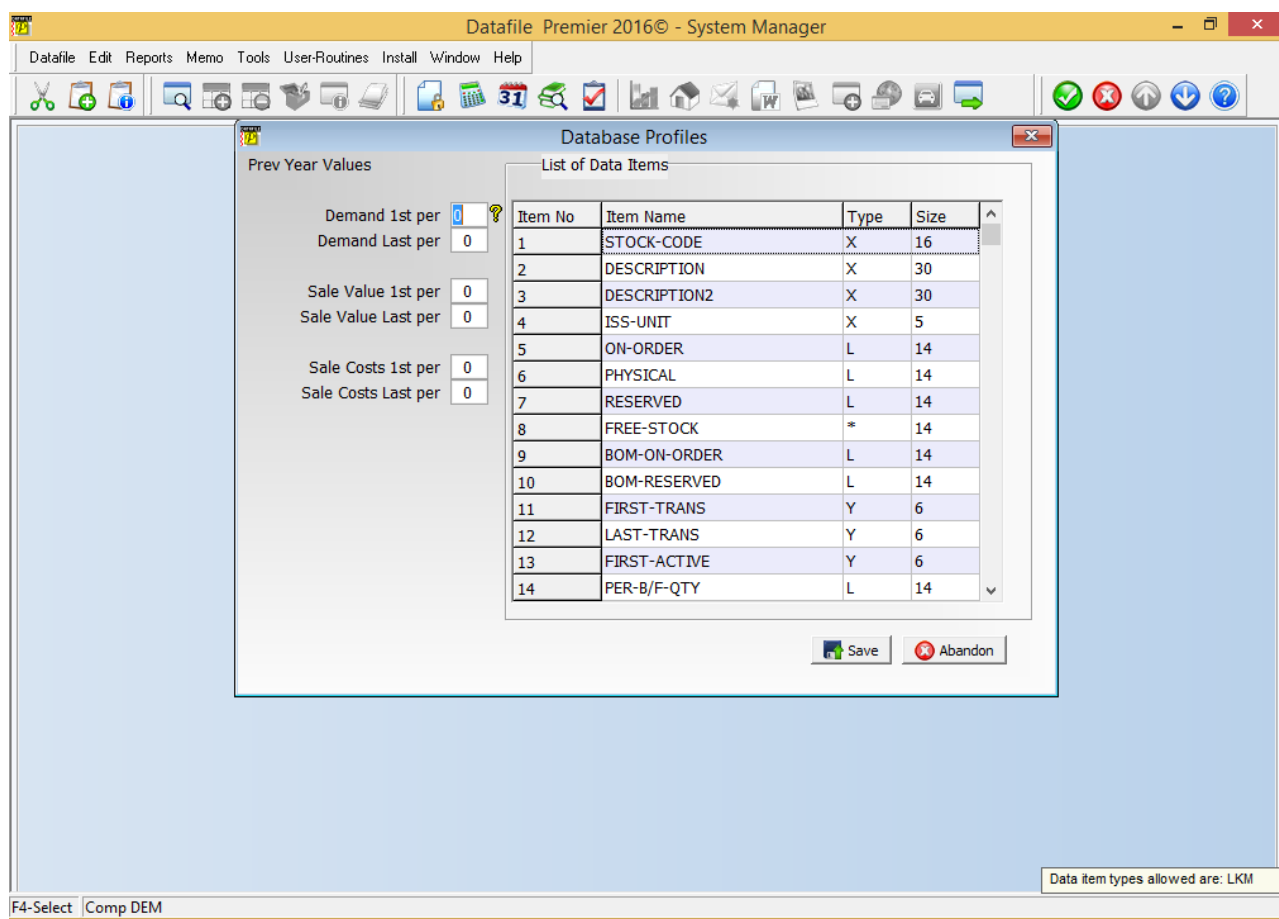 Datafile Premier 2016© - System Manager
Datafile Edit Reports Memo Tools User-Routines Install Window Help
31
W
Database Profiles
Prev Year Values
List of Data Items
Demand 1st per 0
Demand Last per 0
Sale Value 1st per 0
Sale Value Last per 0
Sale Costs 1st per 0
Sale Costs Last per 0
Item No Item Name Type Size
1 STOCK-CODE X 16
2 DESCRIPTION X 30
3 DESCRIPTION2 X 30
4 ISS-UNIT X 5
5 ON-ORDER L 14
6 PHYSICAL L 14
7 RESERVED L 14
8 FREE-STOCK * 14
9 BOM-ON-ORDER L 14
10 BOM-RESERVED L 14
11 FIRST-TRANS Y 6
12 LAST-TRANS Y 6
13 FIRST-ACTIVE Y 6
14 PER-B/F-QTY L 14
Save Abandon
Data item types allowed are: LKM
F4-Select Comp DEM